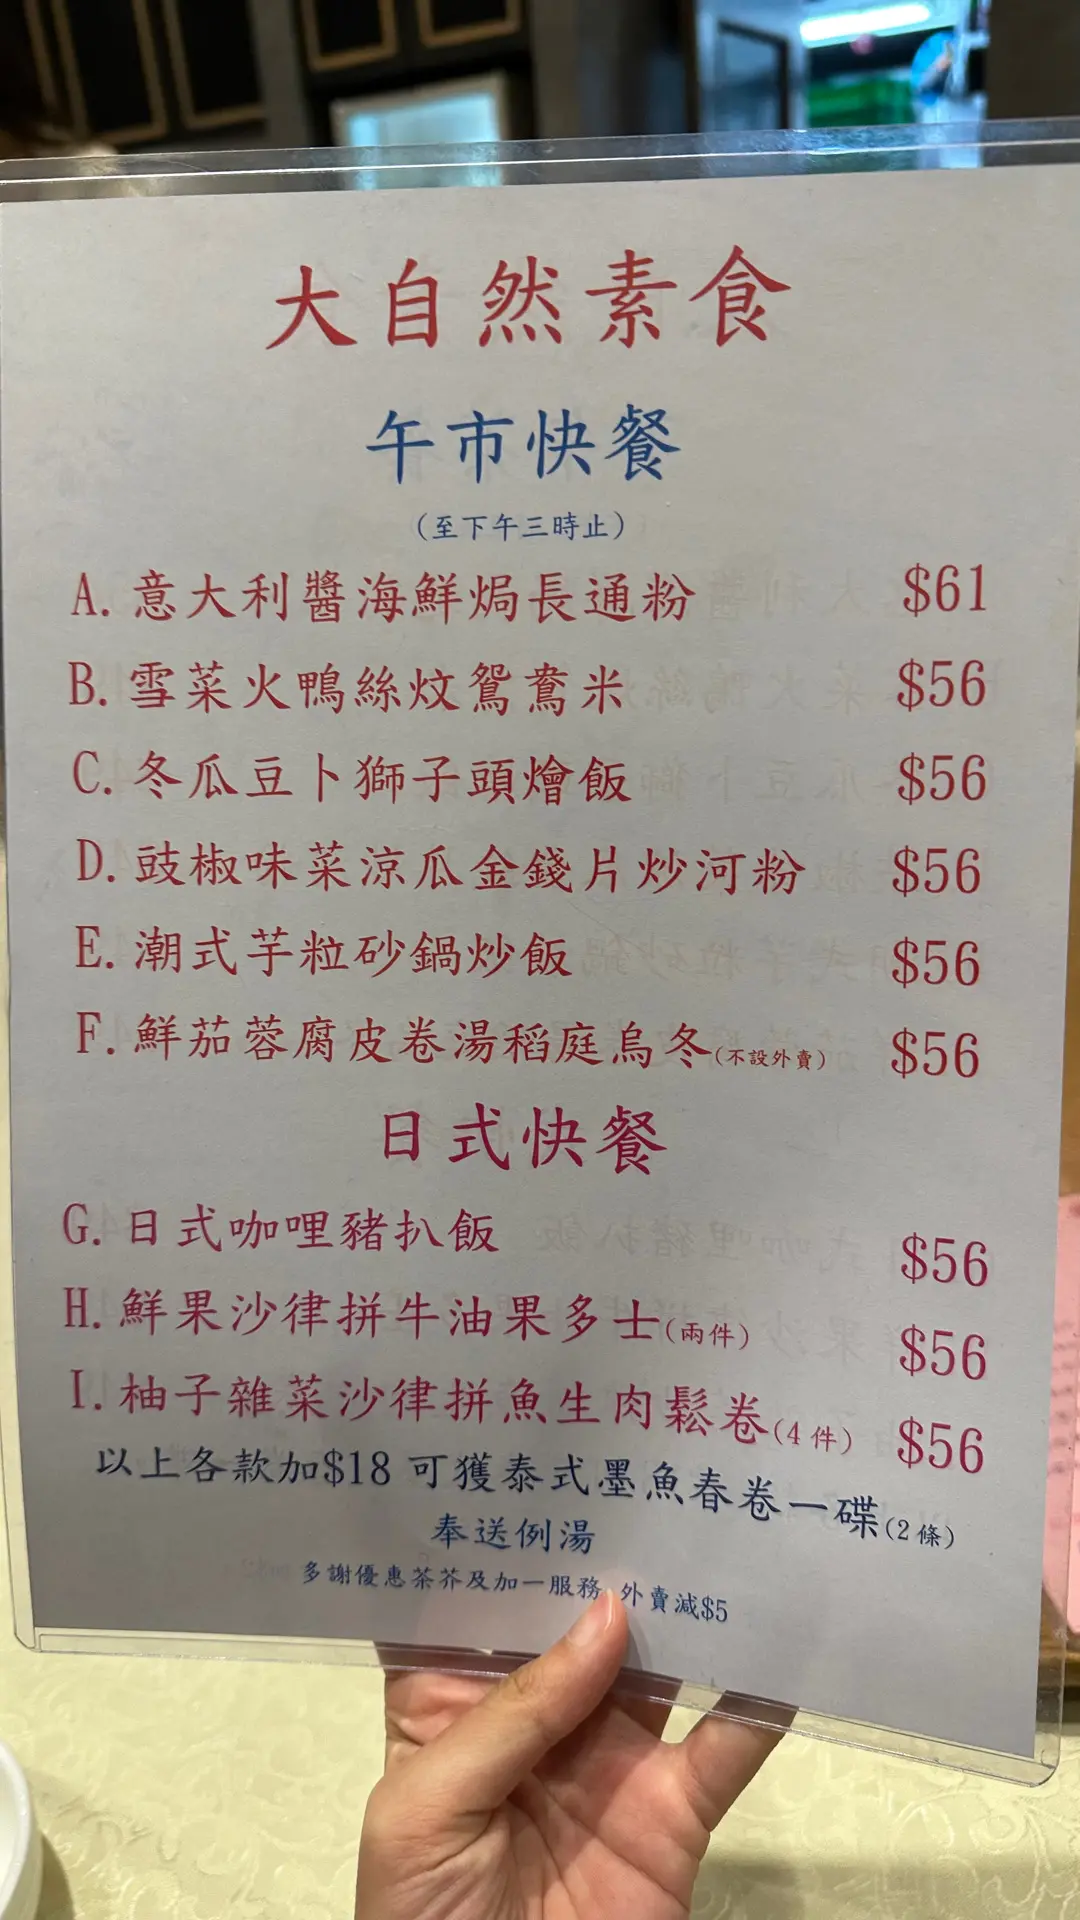 大自然素食
午市快餐
(至下午三時止)
A. 意大利醬海鮮焗長通粉 $61
B. 雪菜火鴨絲炆鴛鴦米 $56
C. 冬瓜豆卜獅子頭燴飯 $56
D. 豉椒味菜涼瓜金錢片炒河粉 $56
E. 潮式芋粒砂鍋炒飯 $56
F. 鮮茄蓉腐皮卷湯稻庭烏冬(不設外賣) $56
日式快餐
G. 日式咖哩豬扒飯 $56
H. 鮮果沙律拼牛油果多士(兩件) $56
I. 柚子雜菜沙律拼魚生肉鬆卷(4件) $56
以上各款加$18 可獲泰式墨魚春卷一碟(2條)
奉送例湯
多謝優惠茶芥及加一服務 外賣減$5